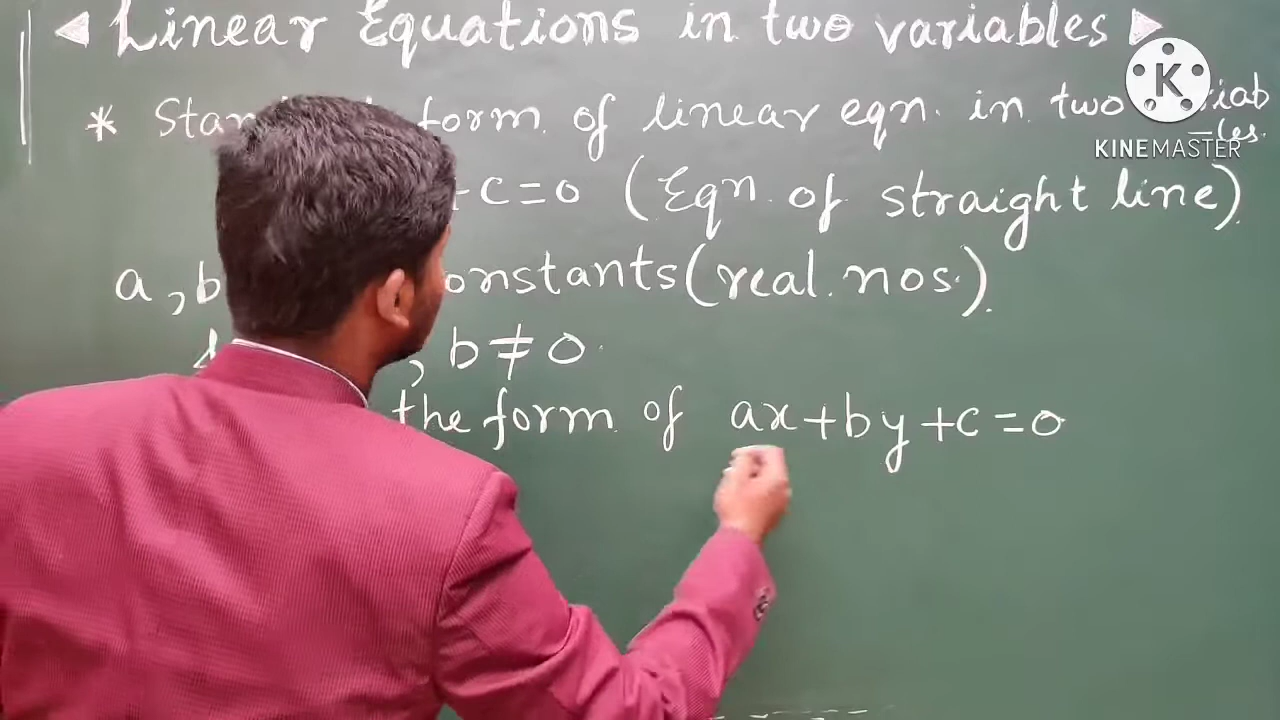 Linear Equations in two variables
* form of linear eqn. in two
-les.
+c=0 (Eqn. of straight line)
a, b onstants (real nos.).
, b ≠ 0.
the form of ax+by+c=0
K
KINEMASTER